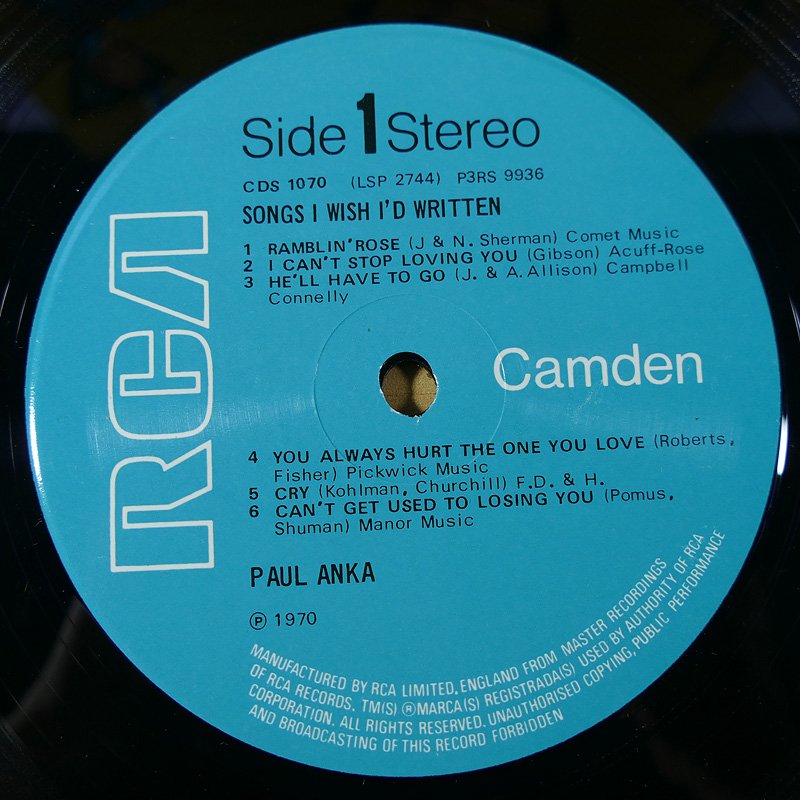 Side 1 Stereo
CDS 1070 (LSP 2744) P3RS 9936
SONGS I WISH I'D WRITTEN
1 RAMBLIN' ROSE (J & N. Sherman) Comet Music
2 I CAN'T STOP LOVING YOU (Gibson) Acuff-Rose
3 HE'LL HAVE TO GO (J. & A. Allison) Campbell
Connelly
RCA
Camden
4 YOU ALWAYS HURT THE ONE YOU LOVE (Roberts,
Fisher) Pickwick Music
5 CRY (Kohlman, Churchill) F.D. & H.
6 CAN'T GET USED TO LOSING YOU (Pomus,
Shuman) Manor Music
PAUL ANKA
℗ 1970
MANUFACTURED BY RCA LIMITED, ENGLAND FROM MASTER RECORDINGS
OF RCA RECORDS. TM(S) ® MARCA(S) REGISTRADA(S) USED BY AUTHORITY OF RCA
CORPORATION. ALL RIGHTS RESERVED. UNAUTHORISED COPYING, PUBLIC PERFORMANCE
AND BROADCASTING OF THIS RECORD FORBIDDEN